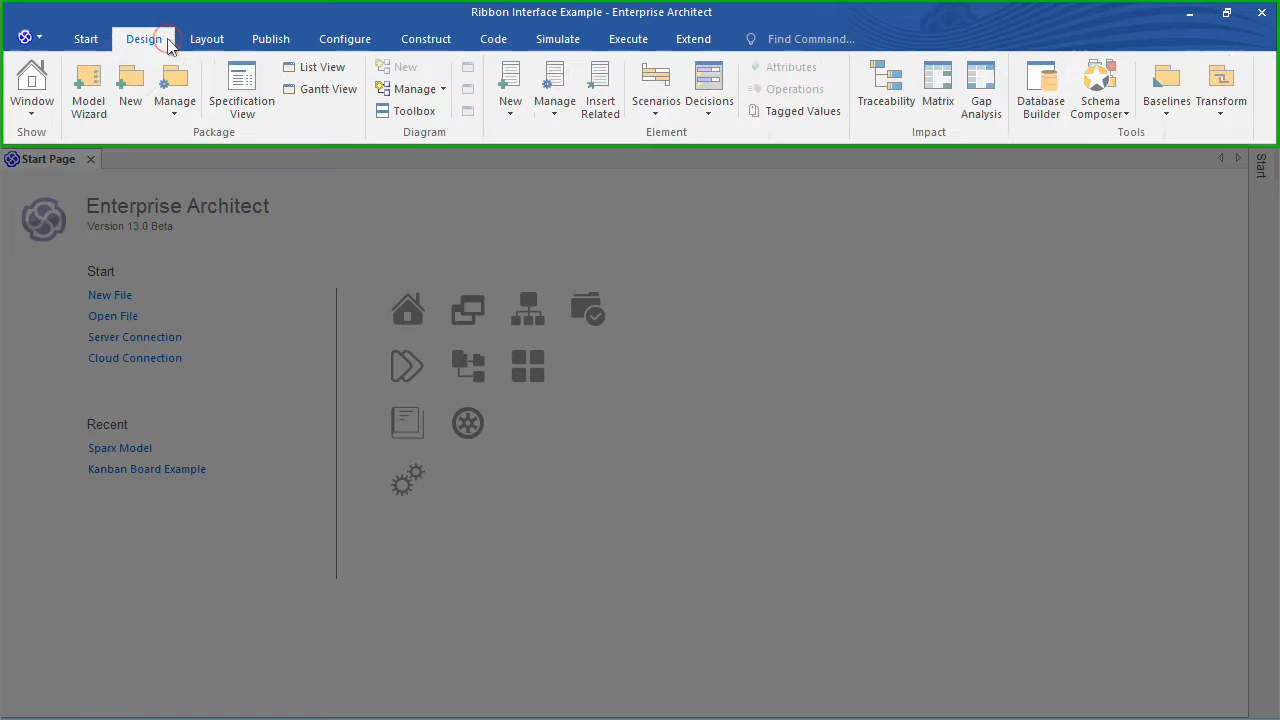 Ribbon Interface Example - Enterprise Architect
Start Design Layout Publish Configure Construct Code Simulate Execute Extend Find Command...
Window
Show
Model Wizard
New
Manage
Specification View
List View
Gantt View
Package
New
Manage
Toolbox
Diagram
New
Manage
Insert Related
Scenarios
Decisions
Attributes
Operations
Tagged Values
Element
Traceability
Matrix
Gap Analysis
Impact
Database Builder
Schema Composer
Baselines
Transform
Tools
Start Page
Start
Enterprise Architect
Version 13.0 Beta
Start
New File
Open File
Server Connection
Cloud Connection
Recent
Sparx Model
Kanban Board Example